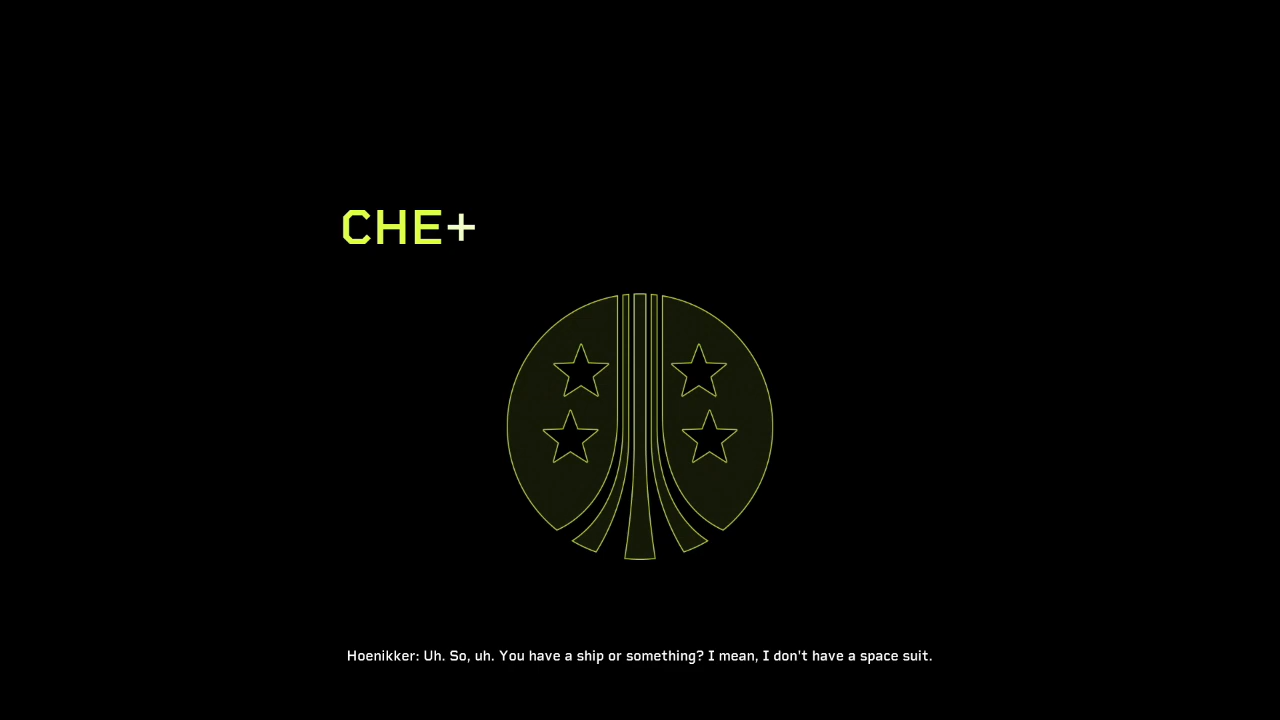 CHE+
Hoenikker: Uh. So, uh. You have a ship or something? I mean, I don't have a space suit.